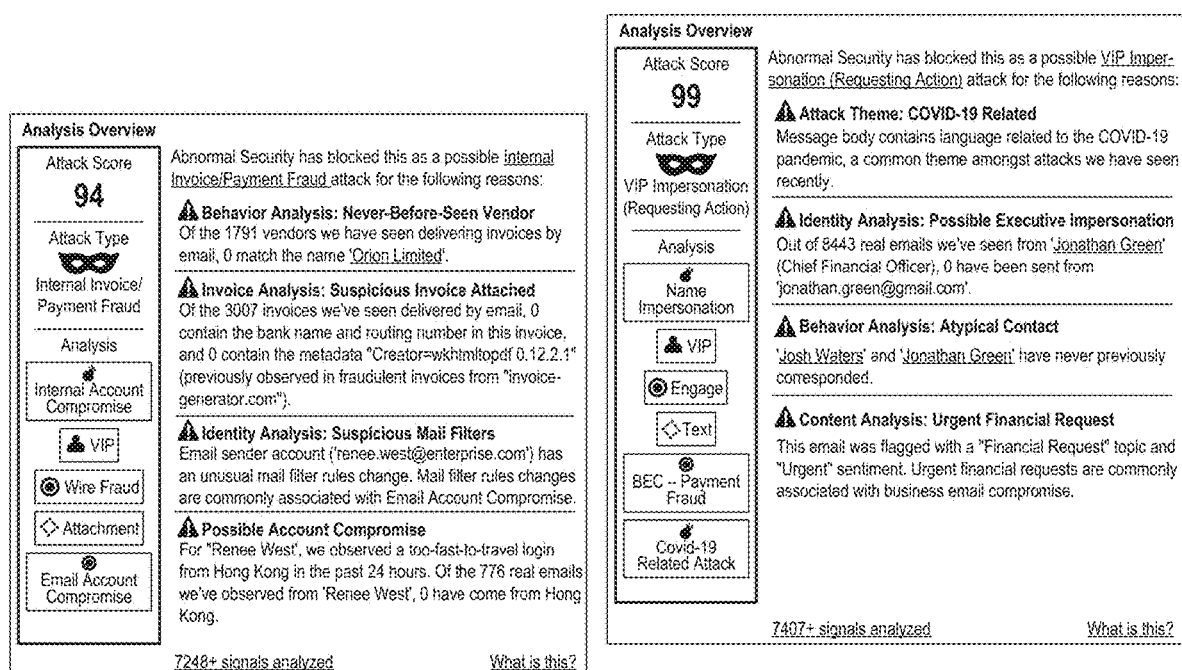 Analysis Overview
Attack Score
94
Attack Type
Internal Invoice/
Payment Fraud
Analysis
Internal Account
Compromise
VIP
Wire Fraud
Attachment
Email Account
Compromise
Abnormal Security has blocked this as a possible Internal
Invoice/Payment Fraud attack for the following reasons:
Behavior Analysis: Never-Before-Seen Vendor
Of the 1791 vendors we have seen delivering invoices by
email, 0 match the name 'Orion Limited'.
Invoice Analysis: Suspicious Invoice Attached
Of the 3007 invoices we've seen delivered by email, 0
contain the bank name and routing number in this invoice,
and 0 contain the metadata "Creator=wkhtmltopdf 0.12.2.1"
(previously observed in fraudulent invoices from "invoice-
generator.com").
Identity Analysis: Suspicious Mail Filters
Email sender account ('renee.west@enterprise.com') has
an unusual mail filter rules change. Mail filter rules changes
are commonly associated with Email Account Compromise.
Possible Account Compromise
For "Renee West', we observed a too-fast-to-travel login
from Hong Kong in the past 24 hours. Of the 776 real emails
we've observed from 'Renee West', 0 have come from Hong
Kong.
7248+ signals analyzed
What is this?
Analysis Overview
Attack Score
99
Attack Type
VIP Impersonation
(Requesting Action)
Analysis
Name
Impersonation
VIP
Engage
Text
BEC -- Payment
Fraud
Covid-19
Related Attack
Abnormal Security has blocked this as a possible VIP Imper-
sonation (Requesting Action) attack for the following reasons:
Attack Theme: COVID-19 Related
Message body contains language related to the COVID-19
pandemic, a common theme amongst attacks we have seen
recently.
Identity Analysis: Possible Executive Impersonation
Out of 8443 real emails we've seen from 'Jonathan Green'
(Chief Financial Officer), 0 have been sent from
'jonathan.green@gmail.com'.
Behavior Analysis: Atypical Contact
'Josh Waters' and 'Jonathan Green' have never previously
corresponded.
Content Analysis: Urgent Financial Request
This email was flagged with a "Financial Request" topic and
"Urgent" sentiment. Urgent financial requests are commonly
associated with business email compromise.
7407+ signals analyzed
What is this?